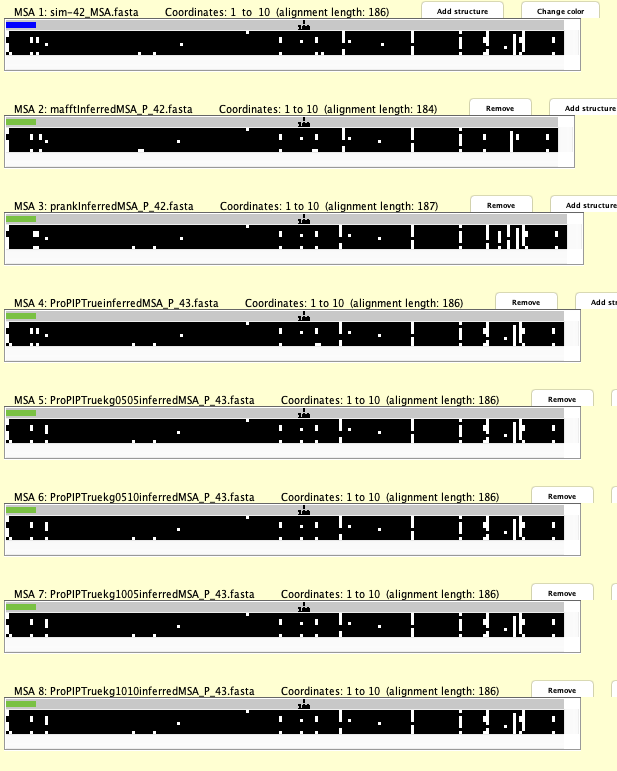 MSA 1: sim-42_MSA.fasta Coordinates: 1 to 10 (alignment length: 186) Add structure Change color
100
MSA 2: mafftInferredMSA_P_42.fasta Coordinates: 1 to 10 (alignment length: 184) Remove Add structure
100
MSA 3: prankInferredMSA_P_42.fasta Coordinates: 1 to 10 (alignment length: 187) Remove Add structure
100
MSA 4: ProPIPTrueinferredMSA_P_43.fasta Coordinates: 1 to 10 (alignment length: 186) Remove Add str
100
MSA 5: ProPIPTruekg0505inferredMSA_P_43.fasta Coordinates: 1 to 10 (alignment length: 186) Remove
100
MSA 6: ProPIPTruekg0510inferredMSA_P_43.fasta Coordinates: 1 to 10 (alignment length: 186) Remove
100
MSA 7: ProPIPTruekg1005inferredMSA_P_43.fasta Coordinates: 1 to 10 (alignment length: 186) Remove
100
MSA 8: ProPIPTruekg1010inferredMSA_P_43.fasta Coordinates: 1 to 10 (alignment length: 186) Remove
100